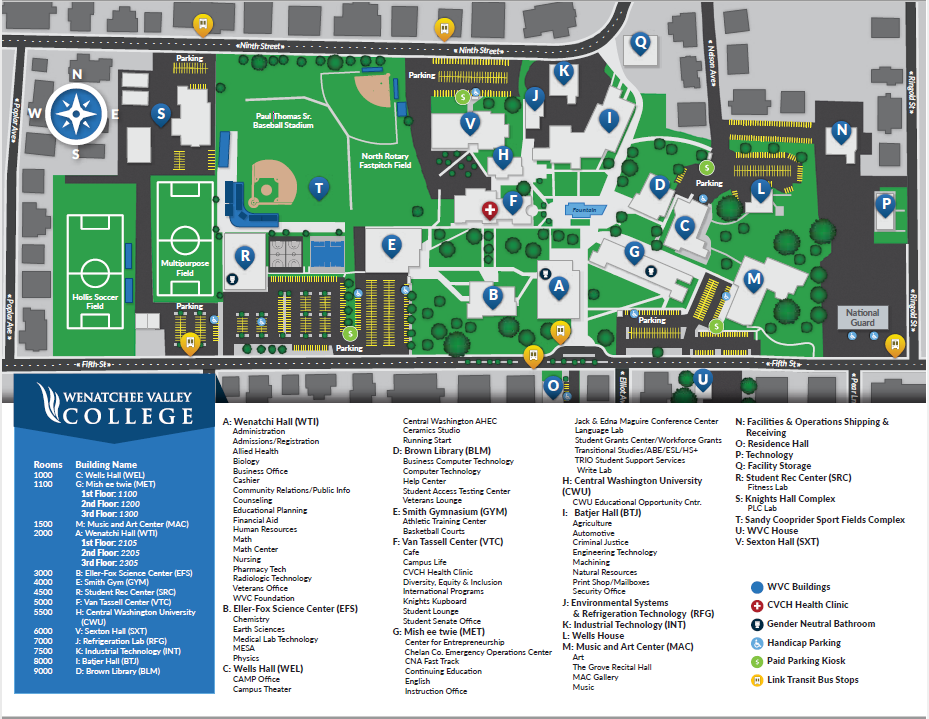 Ninth Street
Ninth Street
Parking
Parking
Nelson Ave
Ringold St
Poplar Ave
N
W
E
S
Paul Thomas Sr.
Baseball Stadium
North Rotary
Fastpitch Field
Q
K
J
S
V
I
N
H
T
D
L
F
Parking
P
Fountain
C
E
G
R
Multipurpose
Field
Hollis Soccer
Field
B
A
M
Parking
Parking
Parking
National
Guard
Poplar Ave
Ringold St
Fifth St
Fifth St
O
U
WENATCHEE VALLEY
COLLEGE
Rooms Building Name
1000 C: Wells Hall (WEL)
1100 G: Mish ee twie (MET)
1st Floor: 1100
2nd Floor: 1200
3rd Floor: 1300
1500 M: Music and Art Center (MAC)
2000 A: Wenatchi Hall (WTI)
1st Floor: 2105
2nd Floor: 2205
3rd Floor: 2305
3000 B: Eller-Fox Science Center (EFS)
4000 E: Smith Gym (GYM)
4500 R: Student Rec Center (SRC)
5000 F: Van Tassell Center (VTC)
5500 H: Central Washington University
(CWU)
6000 V: Sexton Hall (SXT)
7000 J: Refrigeration Lab (RFG)
7500 K: Industrial Technology (INT)
8000 I: Batjer Hall (BTJ)
9000 D: Brown Library (BLM)
A: Wenatchi Hall (WTI)
Administration
Admissions/Registration
Allied Health
Biology
Business Office
Cashier
Community Relations/Public Info
Counseling
Educational Planning
Financial Aid
Human Resources
Math
Math Center
Nursing
Pharmacy Tech
Radiologic Technology
Veterans Office
WVC Foundation
B. Eller-Fox Science Center (EFS)
Chemistry
Earth Sciences
Medical Lab Technology
MESA
Physics
C: Wells Hall (WEL)
CAMP Office
Campus Theater
Central Washington AHEC
Ceramics Studio
Running Start
D: Brown Library (BLM)
Business Computer Technology
Computer Technology
Help Center
Student Access Testing Center
Veterans Lounge
E: Smith Gymnasium (GYM)
Athletic Training Center
Basketball Courts
F: Van Tassell Center (VTC)
Cafe
Campus Life
CVCH Health Clinic
Diversity, Equity & Inclusion
International Programs
Knights Kupboard
Student Lounge
Student Senate Office
G: Mish ee twie (MET)
Center for Entrepreneurship
Chelan Co. Emergency Operations Center
CNA Fast Track
Continuing Education
English
Instruction Office
Jack & Edna Maguire Conference Center
Language Lab
Student Grants Center/Workforce Grants
Transitional Studies/ABE/ESL/HS+
TRIO Student Support Services
Write Lab
H: Central Washington University
(CWU)
CWU Educational Opportunity Cntr.
I: Batjer Hall (BTJ)
Agriculture
Automotive
Criminal Justice
Engineering Technology
Machining
Natural Resources
Print Shop/Mailboxes
Security Office
J: Environmental Systems
& Refrigeration Technology (RFG)
K: Industrial Technology (INT)
L: Wells House
M: Music and Art Center (MAC)
Art
The Grove Recital Hall
MAC Gallery
Music
N: Facilities & Operations Shipping &
Receiving
O: Residence Hall
P: Technology
Q: Facility Storage
R: Student Rec Center (SRC)
Fitness Lab
S: Knights Hall Complex
PLC Lab
T: Sandy Cooprider Sport Fields Complex
U: WVC House
V: Sexton Hall (SXT)
WVC Buildings
CVCH Health Clinic
Gender Neutral Bathroom
Handicap Parking
$ Paid Parking Kiosk
Link Transit Bus Stops